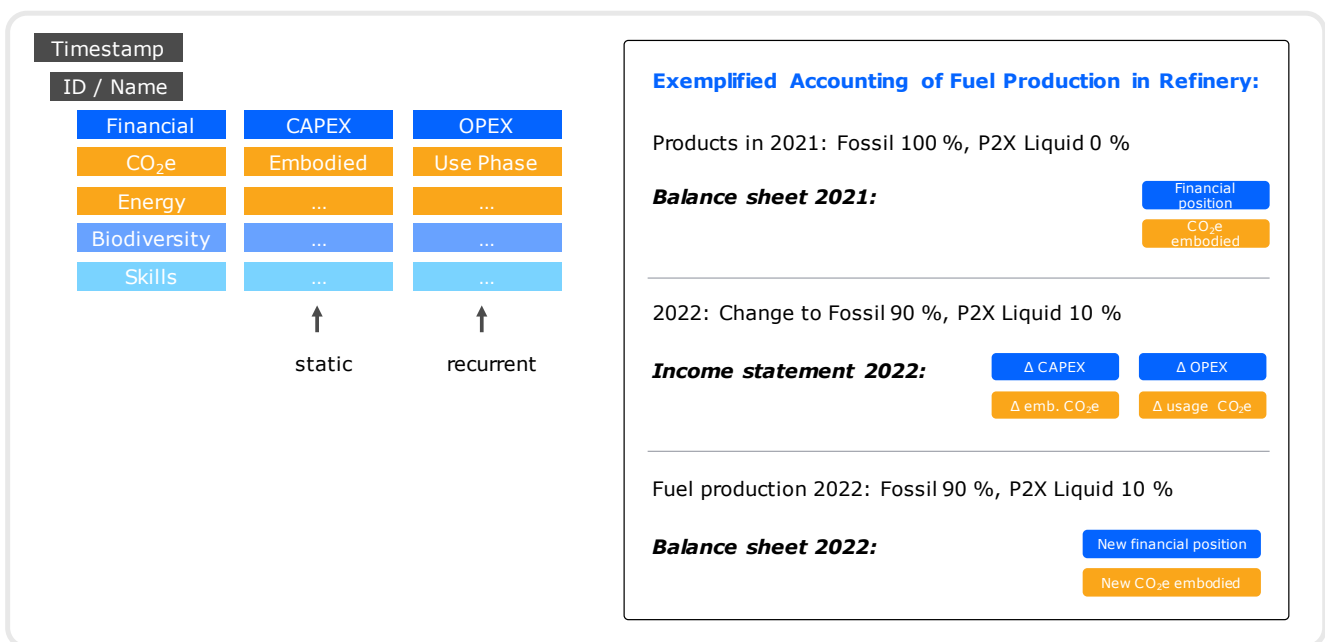 Timestamp
ID / Name
Financial CAPEX OPEX
CO₂e Embodied Use Phase
Energy ... ...
Biodiversity ... ...
Skills ... ...
static recurrent
Exemplified Accounting of Fuel Production in Refinery:
Products in 2021: Fossil 100 %, P2X Liquid 0 %
Balance sheet 2021:
Financial
position
CO₂e
embodied
2022: Change to Fossil 90 %, P2X Liquid 10 %
Income statement 2022:
Δ CAPEX Δ OPEX
Δ emb. CO₂e Δ usage CO₂e
Fuel production 2022: Fossil 90 %, P2X Liquid 10 %
Balance sheet 2022:
New financial position
New CO₂e embodied